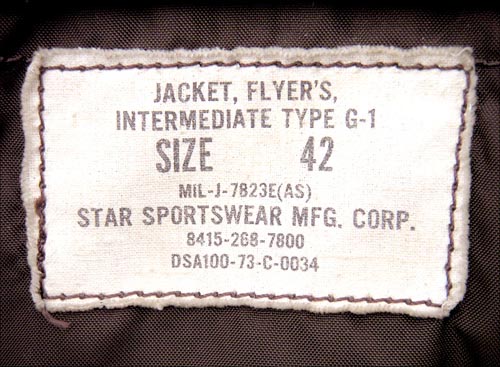 JACKET, FLYER'S,
INTERMEDIATE TYPE G-1
SIZE 42
MIL-J-7823E(AS)
STAR SPORTSWEAR MFG. CORP.
8415-268-7800
DSA100-73-C-0034